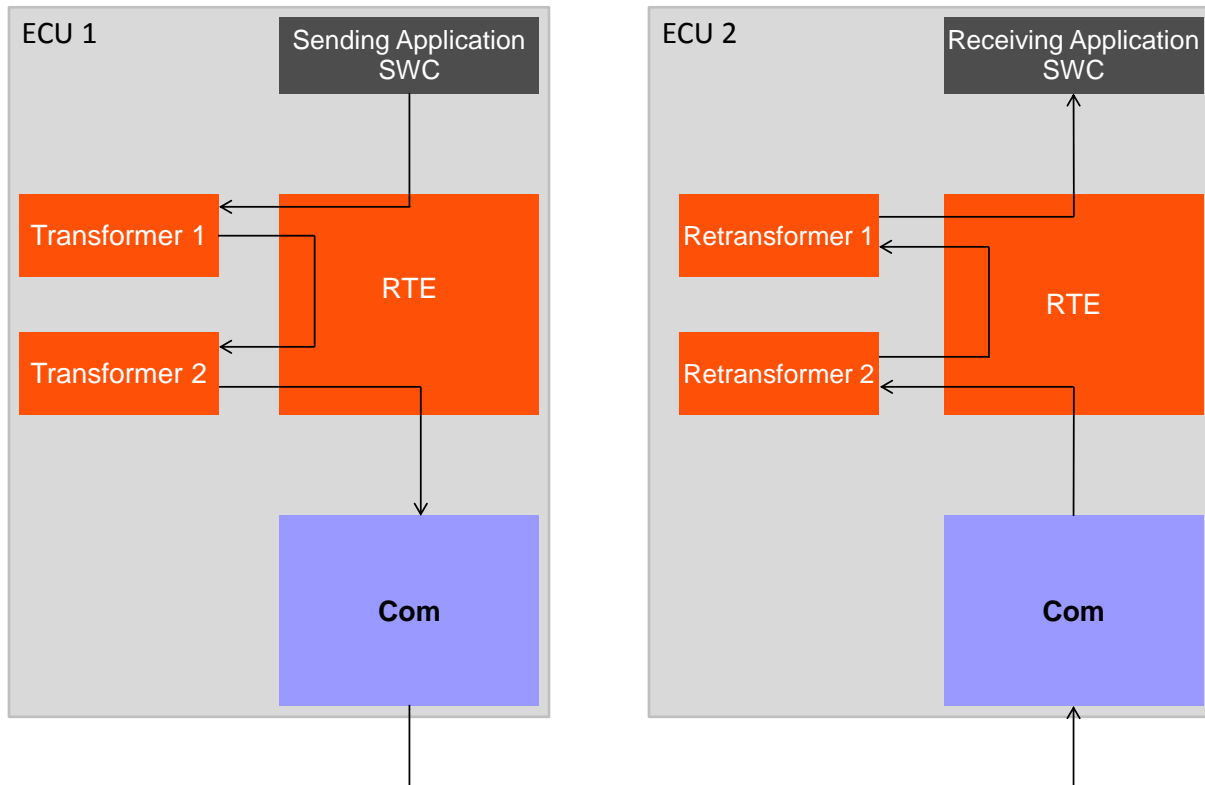 ECU 1
Sending Application
SWC
Transformer 1
RTE
Transformer 2
Com
ECU 2
Receiving Application
SWC
Retransformer 1
RTE
Retransformer 2
Com